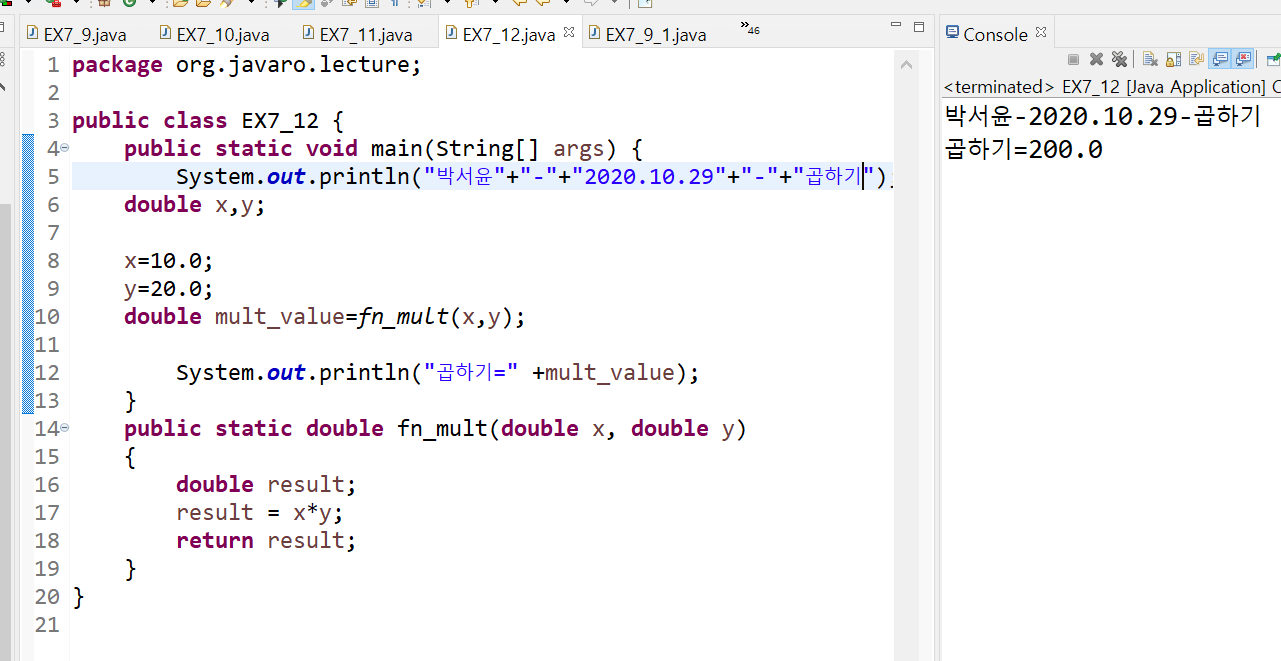 EX7_9.java EX7_10.java EX7_11.java EX7_12.java EX7_9_1.java »46
1 package org.javaro.lecture;
2
3 public class EX7_12 {
4 public static void main(String[] args) {
5 System.out.println("박서윤"+"-"+"2020.10.29"+"-"+"곱하기");
6 double x,y;
7
8 x=10.0;
9 y=20.0;
10 double mult_value=fn_mult(x,y);
11
12 System.out.println("곱하기=" +mult_value);
13 }
14 public static double fn_mult(double x, double y)
15 {
16 double result;
17 result = x*y;
18 return result;
19 }
20 }
21
Console
<terminated> EX7_12 [Java Application] C
박서윤-2020.10.29-곱하기
곱하기=200.0